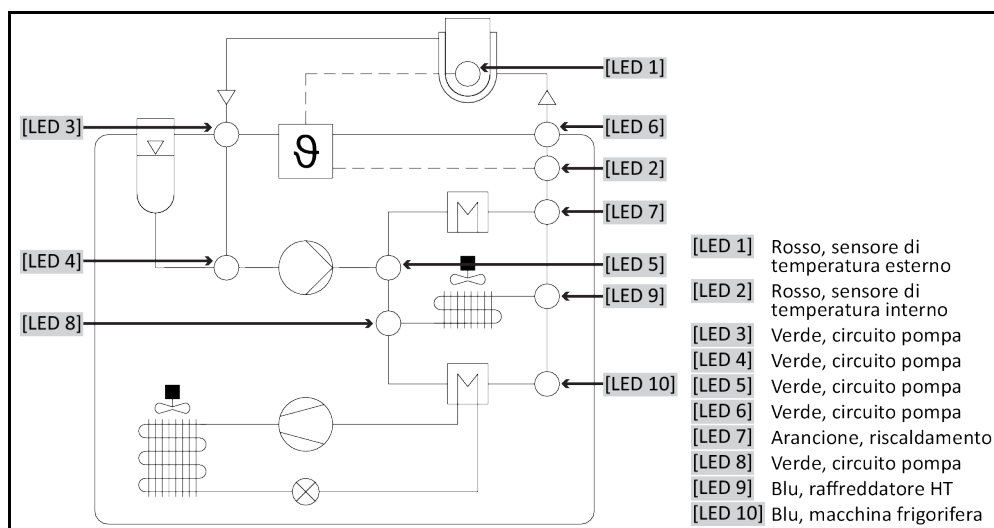 [LED 1]
[LED 3]
[LED 6]
ϑ
[LED 2]
[LED 7]
[LED 4]
[LED 5]
[LED 9]
[LED 8]
[LED 10]
[LED 1] Rosso, sensore di
temperatura esterno
[LED 2] Rosso, sensore di
temperatura interno
[LED 3] Verde, circuito pompa
[LED 4] Verde, circuito pompa
[LED 5] Verde, circuito pompa
[LED 6] Verde, circuito pompa
[LED 7] Arancione, riscaldamento
[LED 8] Verde, circuito pompa
[LED 9] Blu, raffreddatore HT
[LED 10] Blu, macchina frigorifera